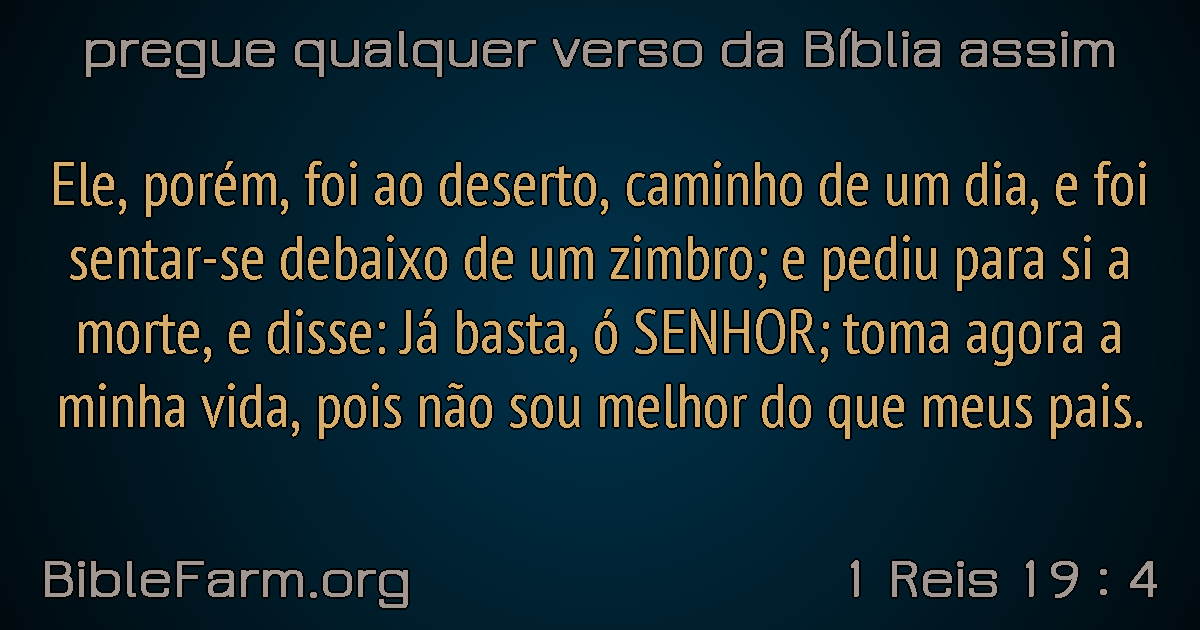 pregue qualquer verso da Bíblia assim
Ele, porém, foi ao deserto, caminho de um dia, e foi
sentar-se debaixo de um zimbro; e pediu para si a
morte, e disse: Já basta, ó SENHOR; toma agora a
minha vida, pois não sou melhor do que meus pais.
BibleFarm.org
1 Reis 19 : 4